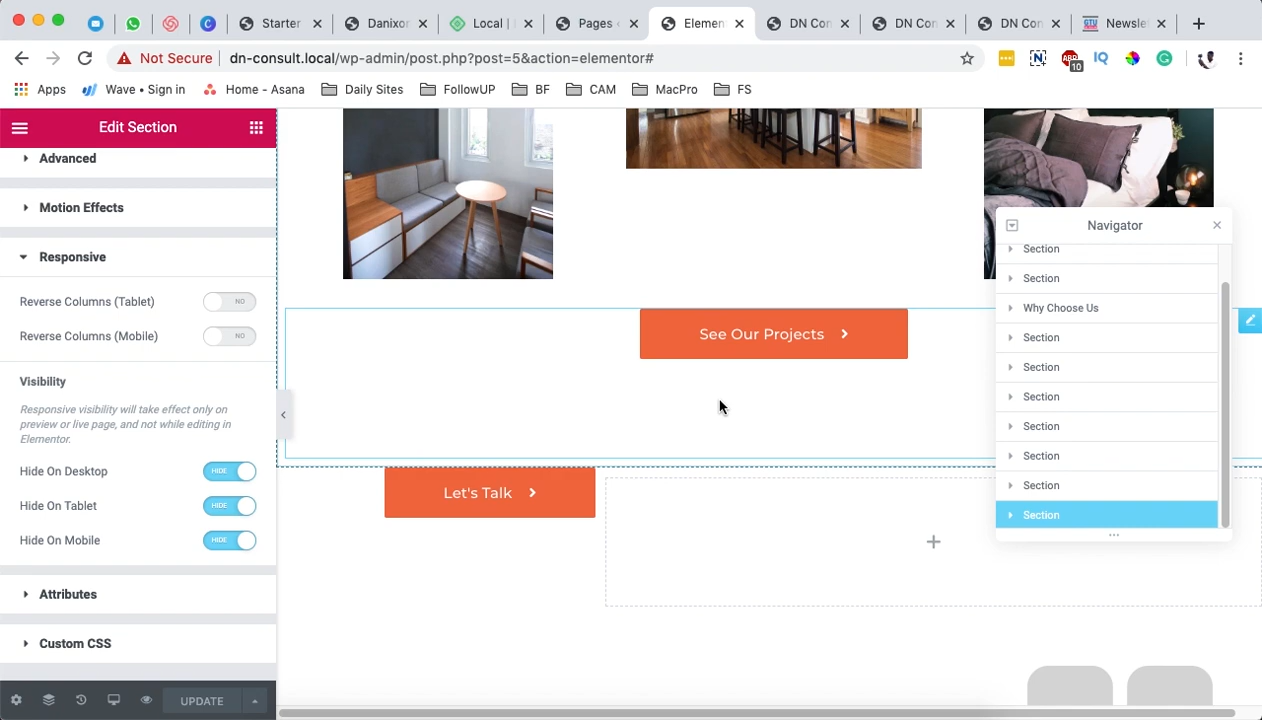 Starter
Danixor
Local |
Pages
Elemen
DN Con
DN Con
DN Con
Newsle
Not Secure
dn-consult.local/wp-admin/post.php?post=5&action=elementor#
ABP
10
IQ
Apps
Wave • Sign in
Home - Asana
Daily Sites
FollowUP
BF
CAM
MacPro
FS
Edit Section
Advanced
Motion Effects
Responsive
Reverse Columns (Tablet)
NO
Reverse Columns (Mobile)
NO
Visibility
Responsive visibility will take effect only on
preview or live page, and not while editing in
Elementor.
Hide On Desktop
HIDE
Hide On Tablet
HIDE
Hide On Mobile
HIDE
Attributes
Custom CSS
UPDATE
See Our Projects
Let's Talk
Navigator
Section
Section
Why Choose Us
Section
Section
Section
Section
Section
Section
Section